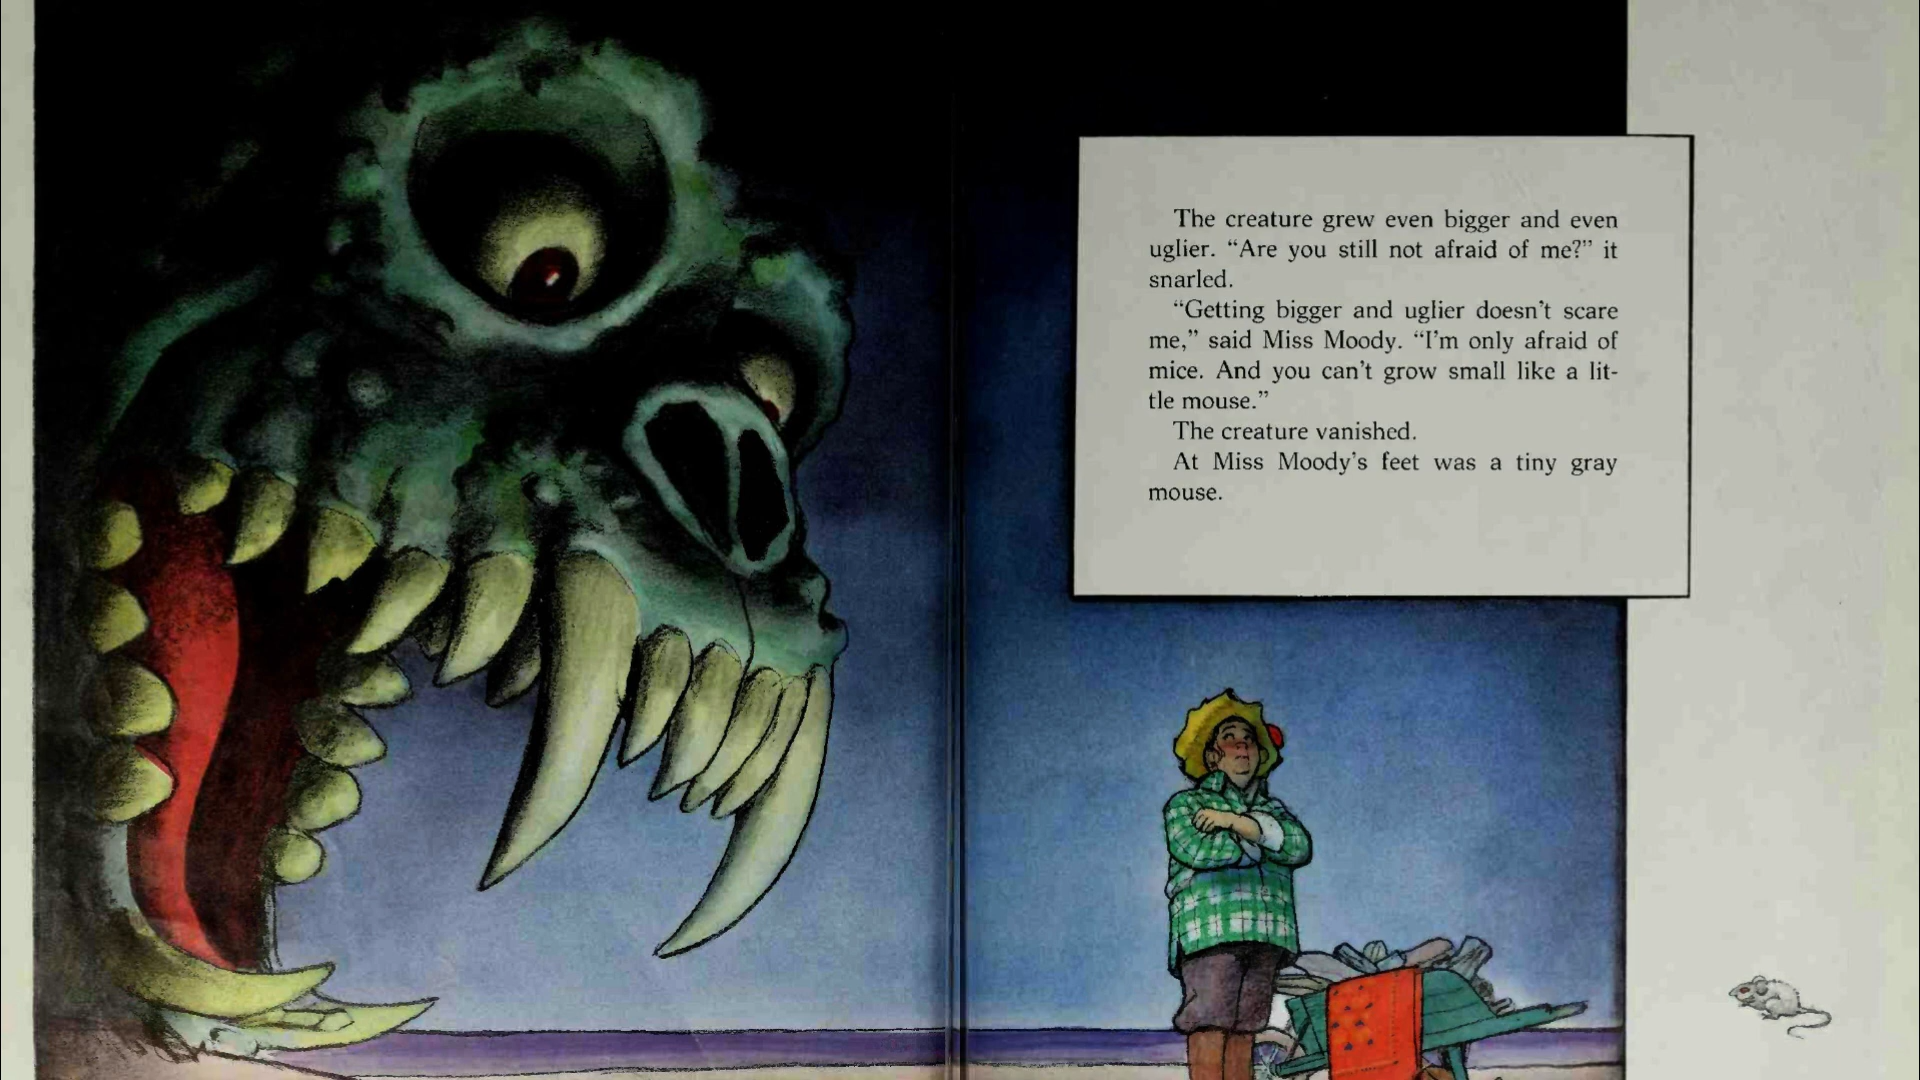 The creature grew even bigger and even
uglier. “Are you still not afraid of me?” it
snarled.
“Getting bigger and uglier doesn’t scare
me,” said Miss Moody. “I’m only afraid of
mice. And you can’t grow small like a lit-
tle mouse.”
The creature vanished.
At Miss Moody’s feet was a tiny gray
mouse.